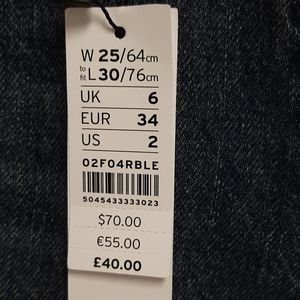 W 25/64cm
to fit L 30/76cm
UK 6
EUR 34
US 2
02F04RBLE
5045433333023
$70.00
€55.00
£40.00